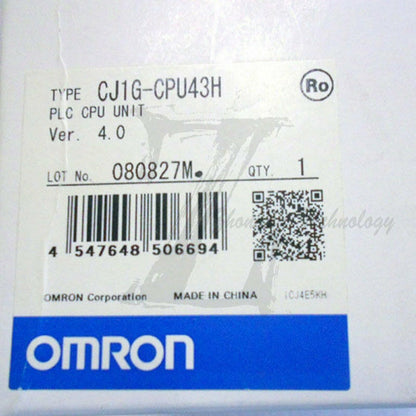 TYPE CJ1G-CPU43H
Ro
PLC CPU UNIT
Ver. 4.0
LOT No. 080827M. QTY. 1
4 547648 506694
OMRON Corporation MADE IN CHINA
OMRON